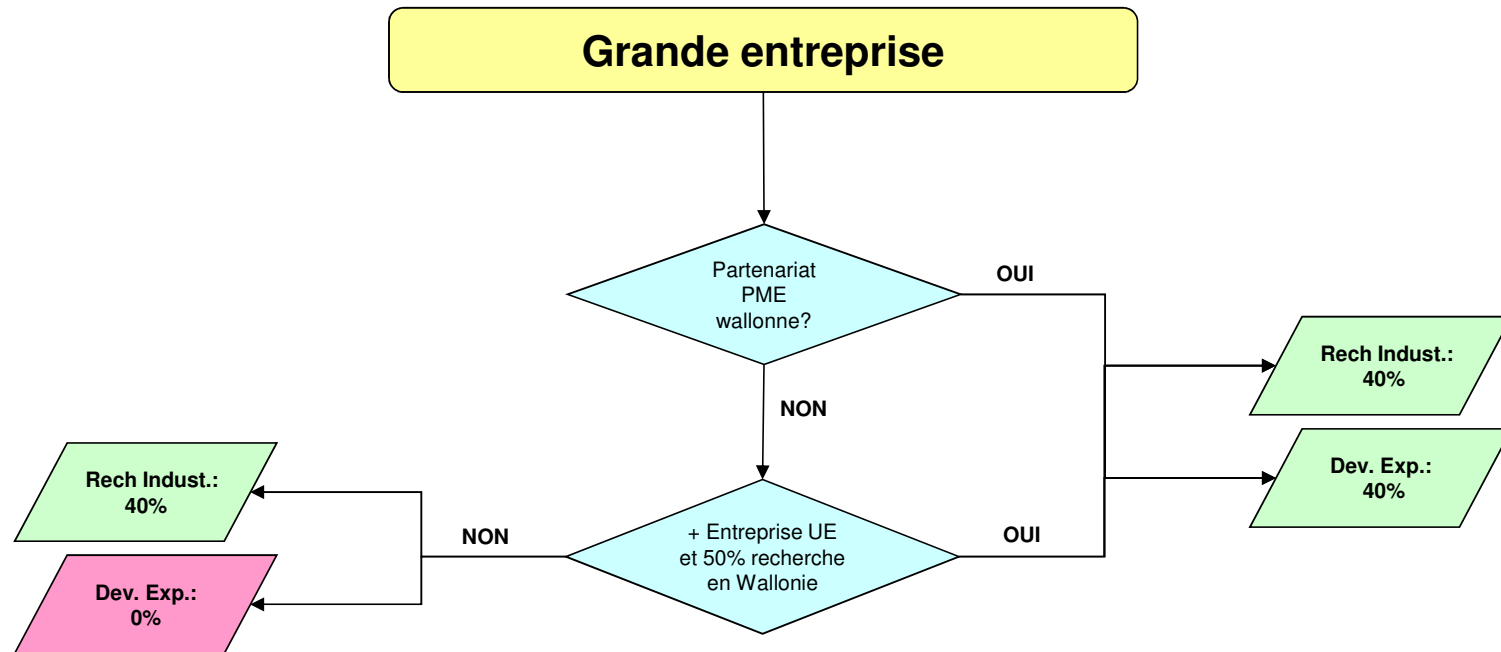 Grande entreprise
Partenariat
PME
wallonne?
OUI
Rech Indust.:
40%
NON
Dev. Exp.:
40%
Rech Indust.:
40%
NON
+ Entreprise UE
et 50% recherche
en Wallonie
OUI
Dev. Exp.:
0%